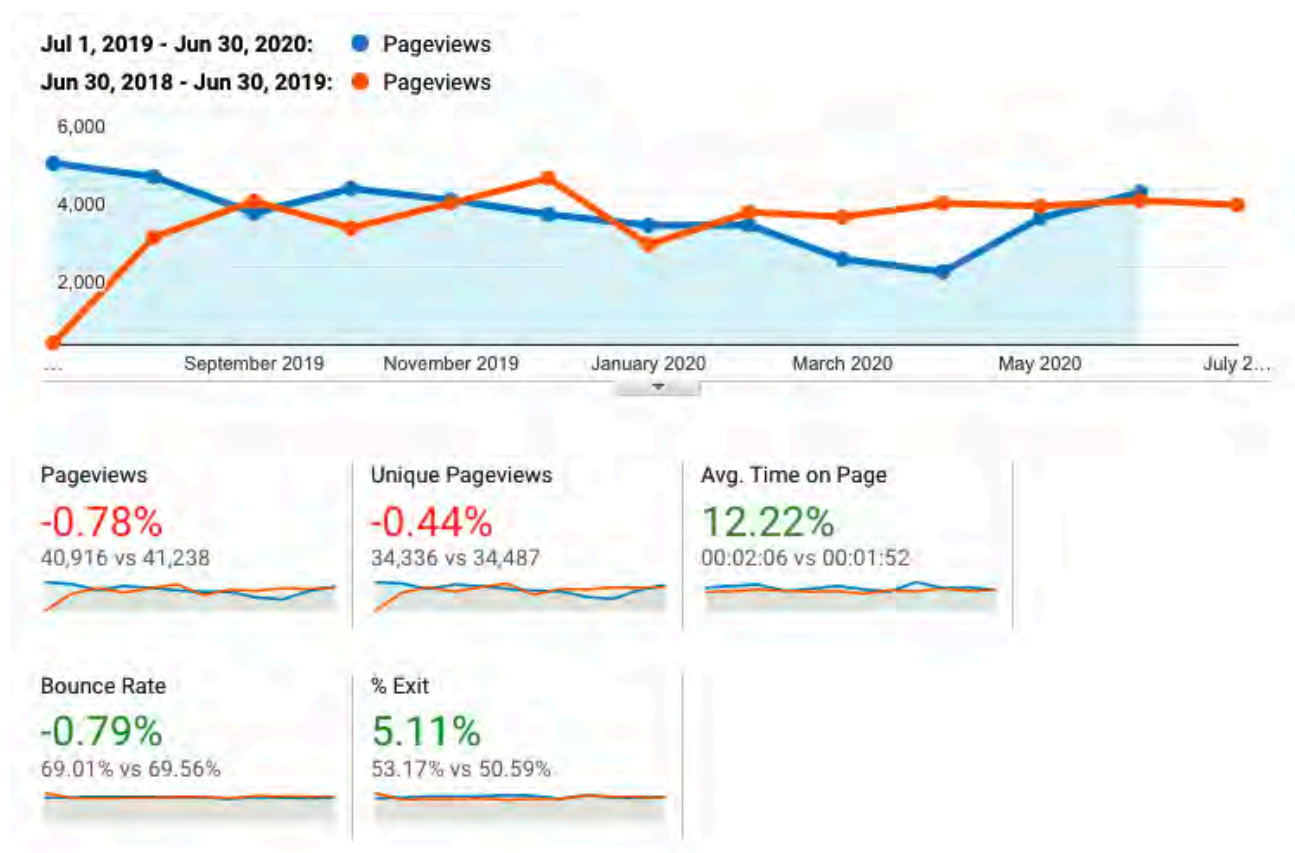 Jul 1, 2019 - Jun 30, 2020: Pageviews
Jun 30, 2018 - Jun 30, 2019: Pageviews
6,000
4,000
2,000
... September 2019 November 2019 January 2020 March 2020 May 2020 July 2...
Pageviews Unique Pageviews Avg. Time on Page
-0.78% -0.44% 12.22%
40,916 vs 41,238 34,336 vs 34,487 00:02:06 vs 00:01:52
Bounce Rate % Exit
-0.79% 5.11%
69.01% vs 69.56% 53.17% vs 50.59%